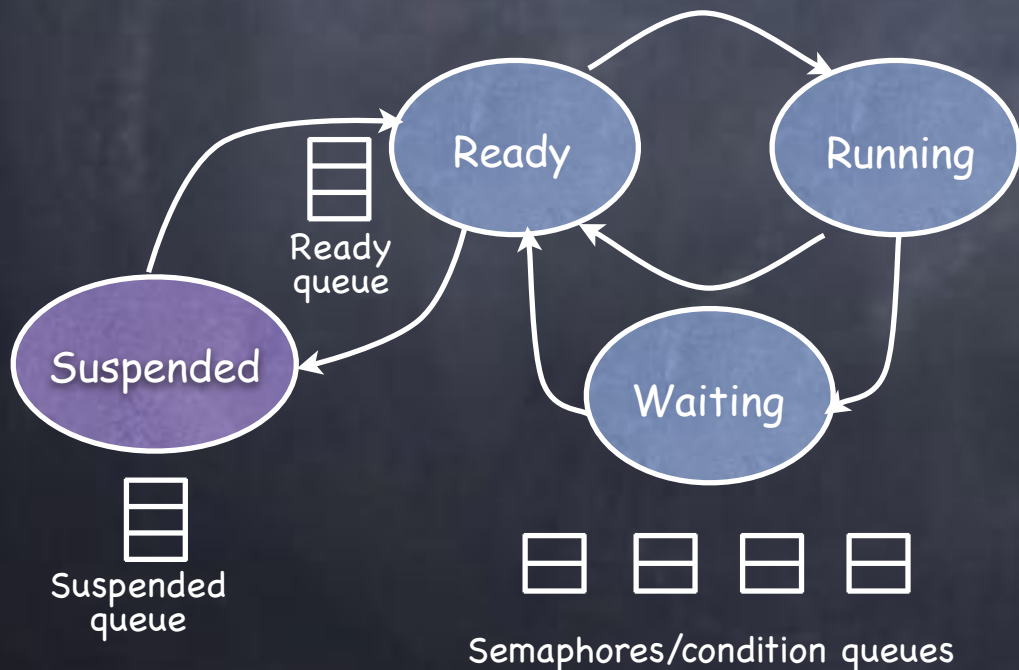 Ready
Running
Ready
queue
Suspended
Waiting
Suspended
queue
Semaphores/condition queues